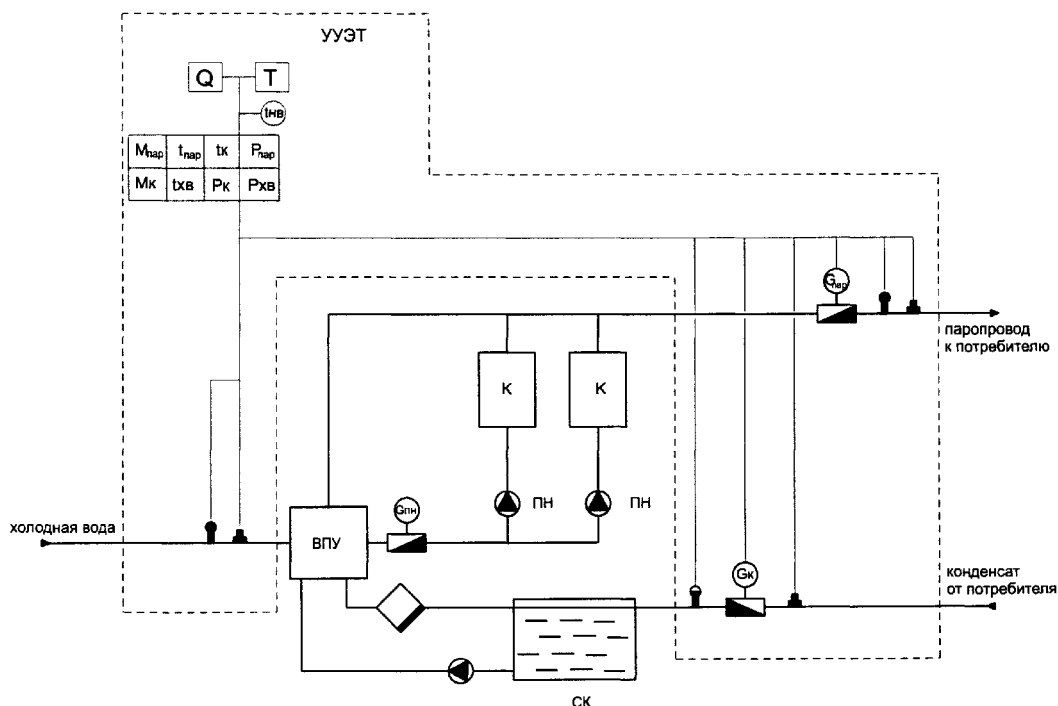 УУЭТ
Q T
tнв
Mпар tпар tк Pпар
Mк tхв Pк Pхв
Gпар
паропровод
к потребителю
К К
ПН ПН
Gпн
холодная вода
ВПУ
Gк
конденсат
от потребителя
СК